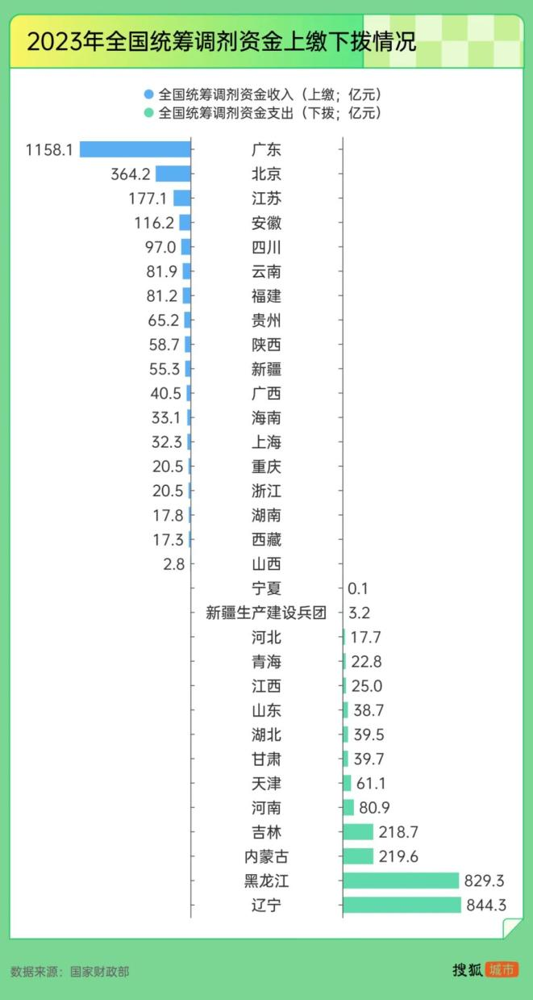 2023年全国统筹调剂资金上缴下拨情况
全国统筹调剂资金收入（上缴；亿元）
全国统筹调剂资金支出（下拨；亿元）
1158.1 广东
364.2 北京
177.1 江苏
116.2 安徽
97.0 四川
81.9 云南
81.2 福建
65.2 贵州
58.7 陕西
55.3 新疆
40.5 广西
33.1 海南
32.3 上海
20.5 重庆
20.5 浙江
17.8 湖南
17.3 西藏
2.8 山西
宁夏 0.1
新疆生产建设兵团 3.2
河北 17.7
青海 22.8
江西 25.0
山东 38.7
湖北 39.5
甘肃 39.7
天津 61.1
河南 80.9
吉林 218.7
内蒙古 219.6
黑龙江 829.3
辽宁 844.3
数据来源：国家财政部
搜狐 城市